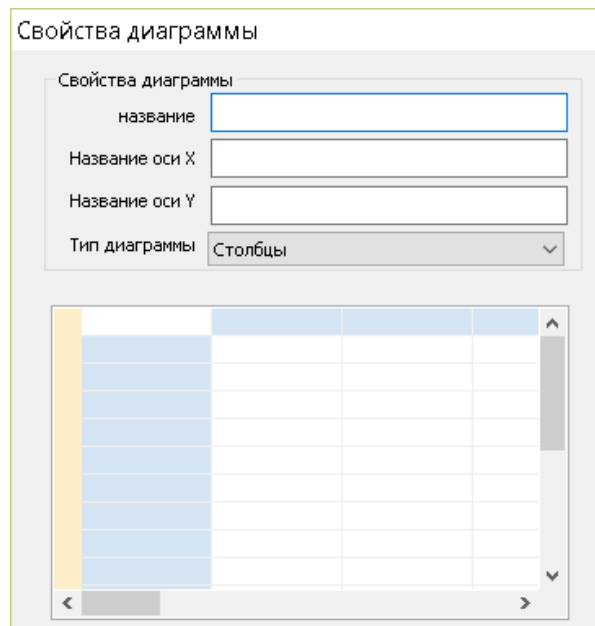 Свойства диаграммы
Свойства диаграммы
название
Название оси X
Название оси Y
Тип диаграммы Столбцы